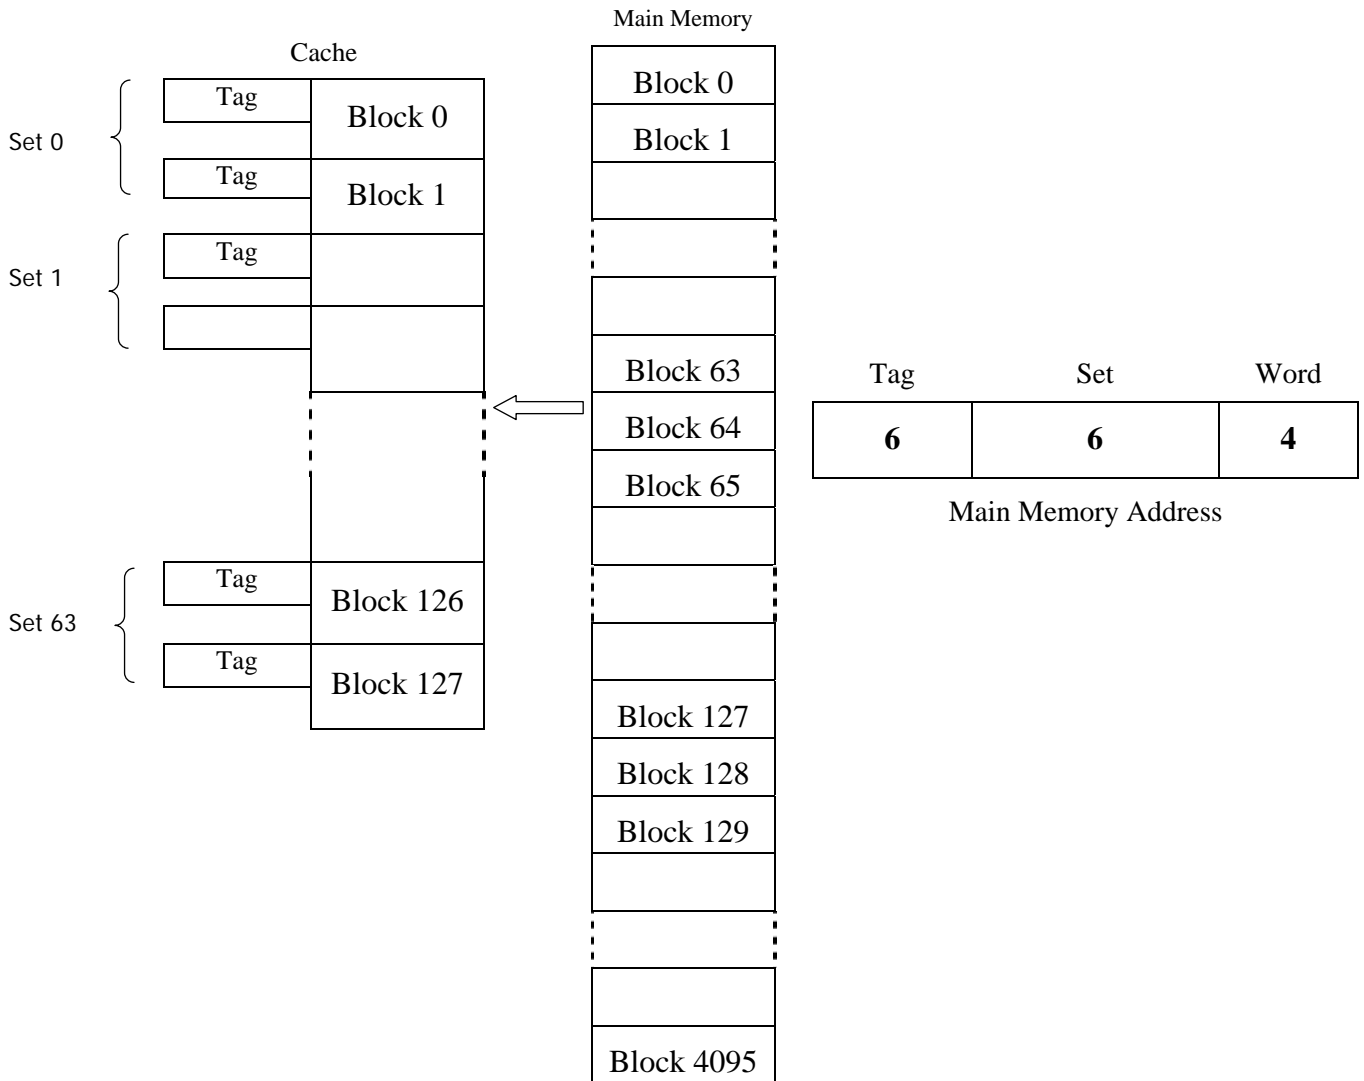 Main Memory
Cache
Set 0
Tag
Block 0
Tag
Block 1
Set 1
Tag
Set 63
Tag
Block 126
Tag
Block 127
Block 0
Block 1
Block 63
Block 64
Block 65
Block 127
Block 128
Block 129
Block 4095
Tag Set Word
6 6 4
Main Memory Address